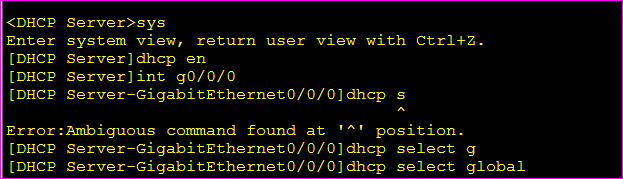 <DHCP Server>sys
Enter system view, return user view with Ctrl+Z.
[DHCP Server]dhcp en
[DHCP Server]int g0/0/0
[DHCP Server-GigabitEthernet0/0/0]dhcp s
^
Error:Ambiguous command found at '^' position.
[DHCP Server-GigabitEthernet0/0/0]dhcp select g
[DHCP Server-GigabitEthernet0/0/0]dhcp select global